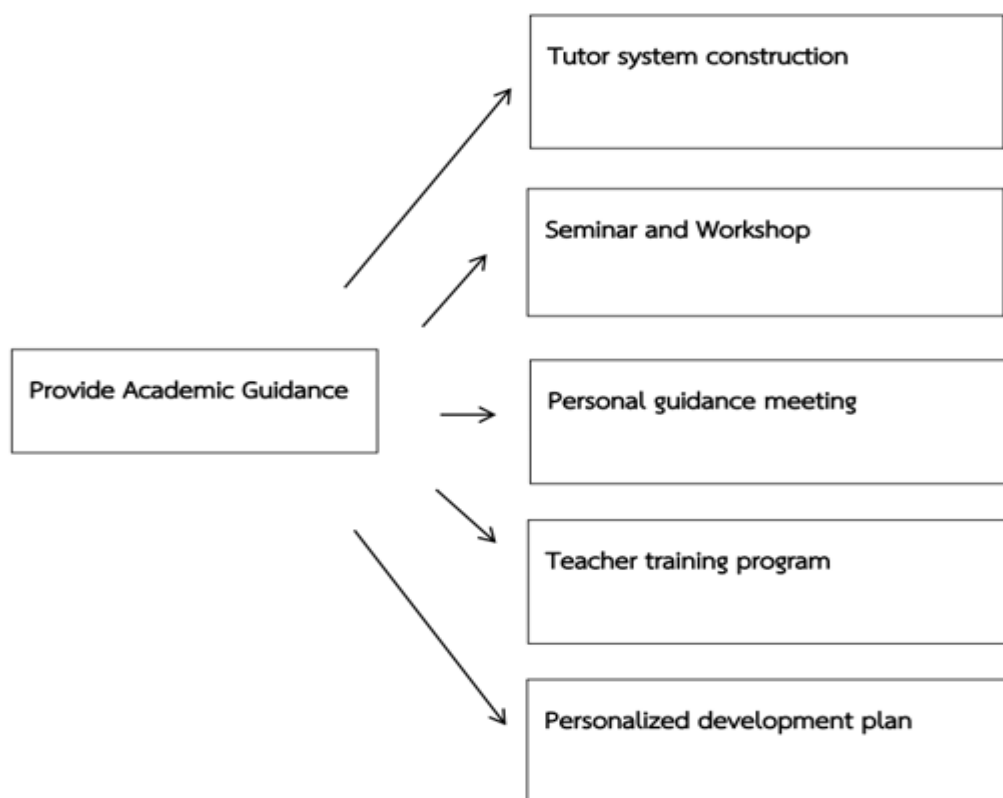 Tutor system construction
Seminar and Workshop
Provide Academic Guidance
Personal guidance meeting
Teacher training program
Personalized development plan